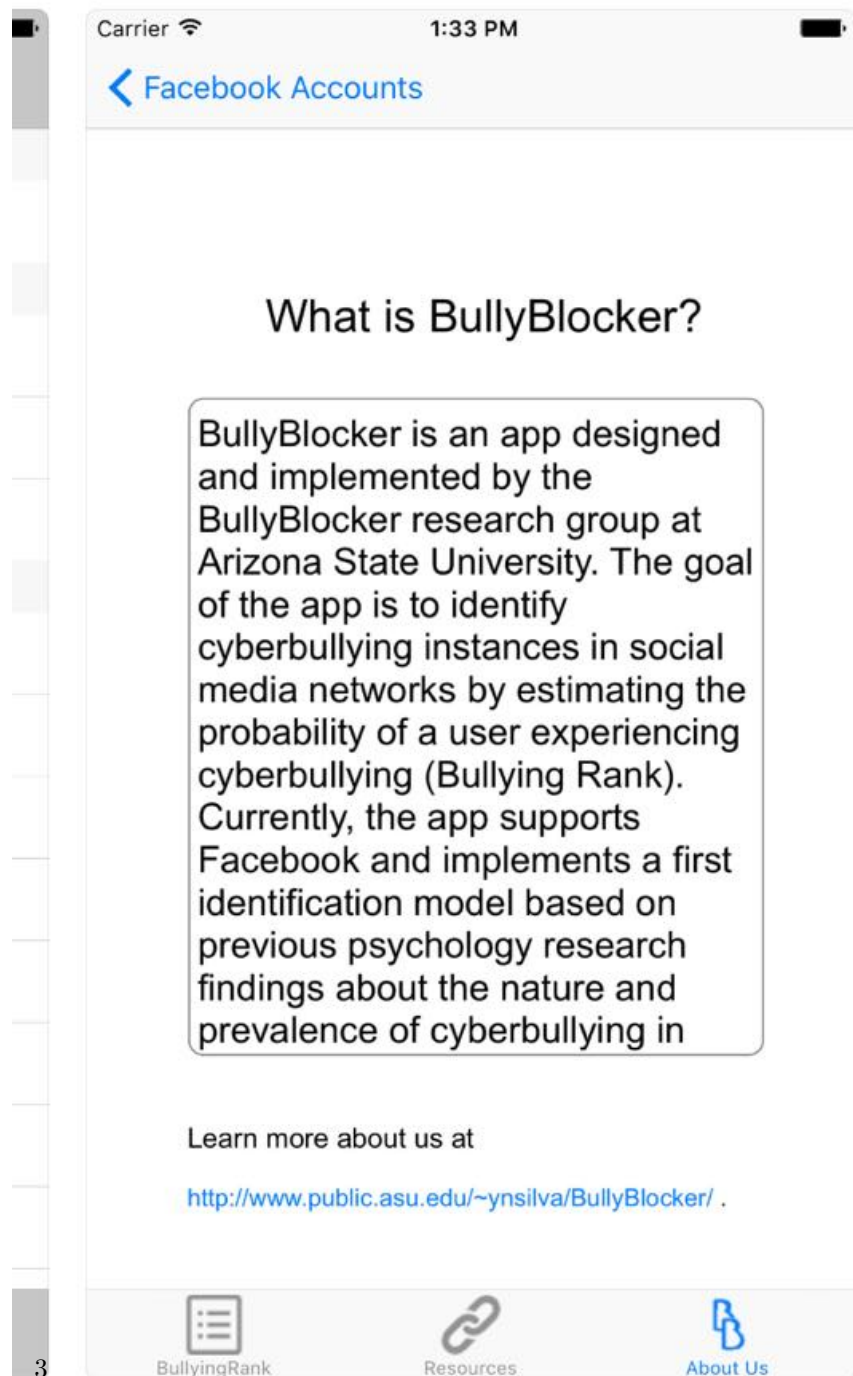 Carrier 1:33 PM
Facebook Accounts
What is BullyBlocker?
BullyBlocker is an app designed
and implemented by the
BullyBlocker research group at
Arizona State University. The goal
of the app is to identify
cyberbullying instances in social
media networks by estimating the
probability of a user experiencing
cyberbullying (Bullying Rank).
Currently, the app supports
Facebook and implements a first
identification model based on
previous psychology research
findings about the nature and
prevalence of cyberbullying in
Learn more about us at
http://www.public.asu.edu/~ynsilva/BullyBlocker/ .
3
BullyingRank Resources About Us